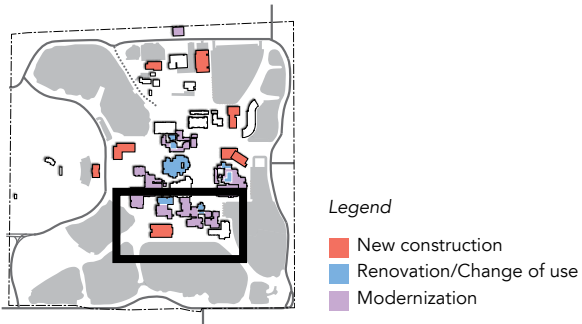 Legend
New construction
Renovation/Change of use
Modernization